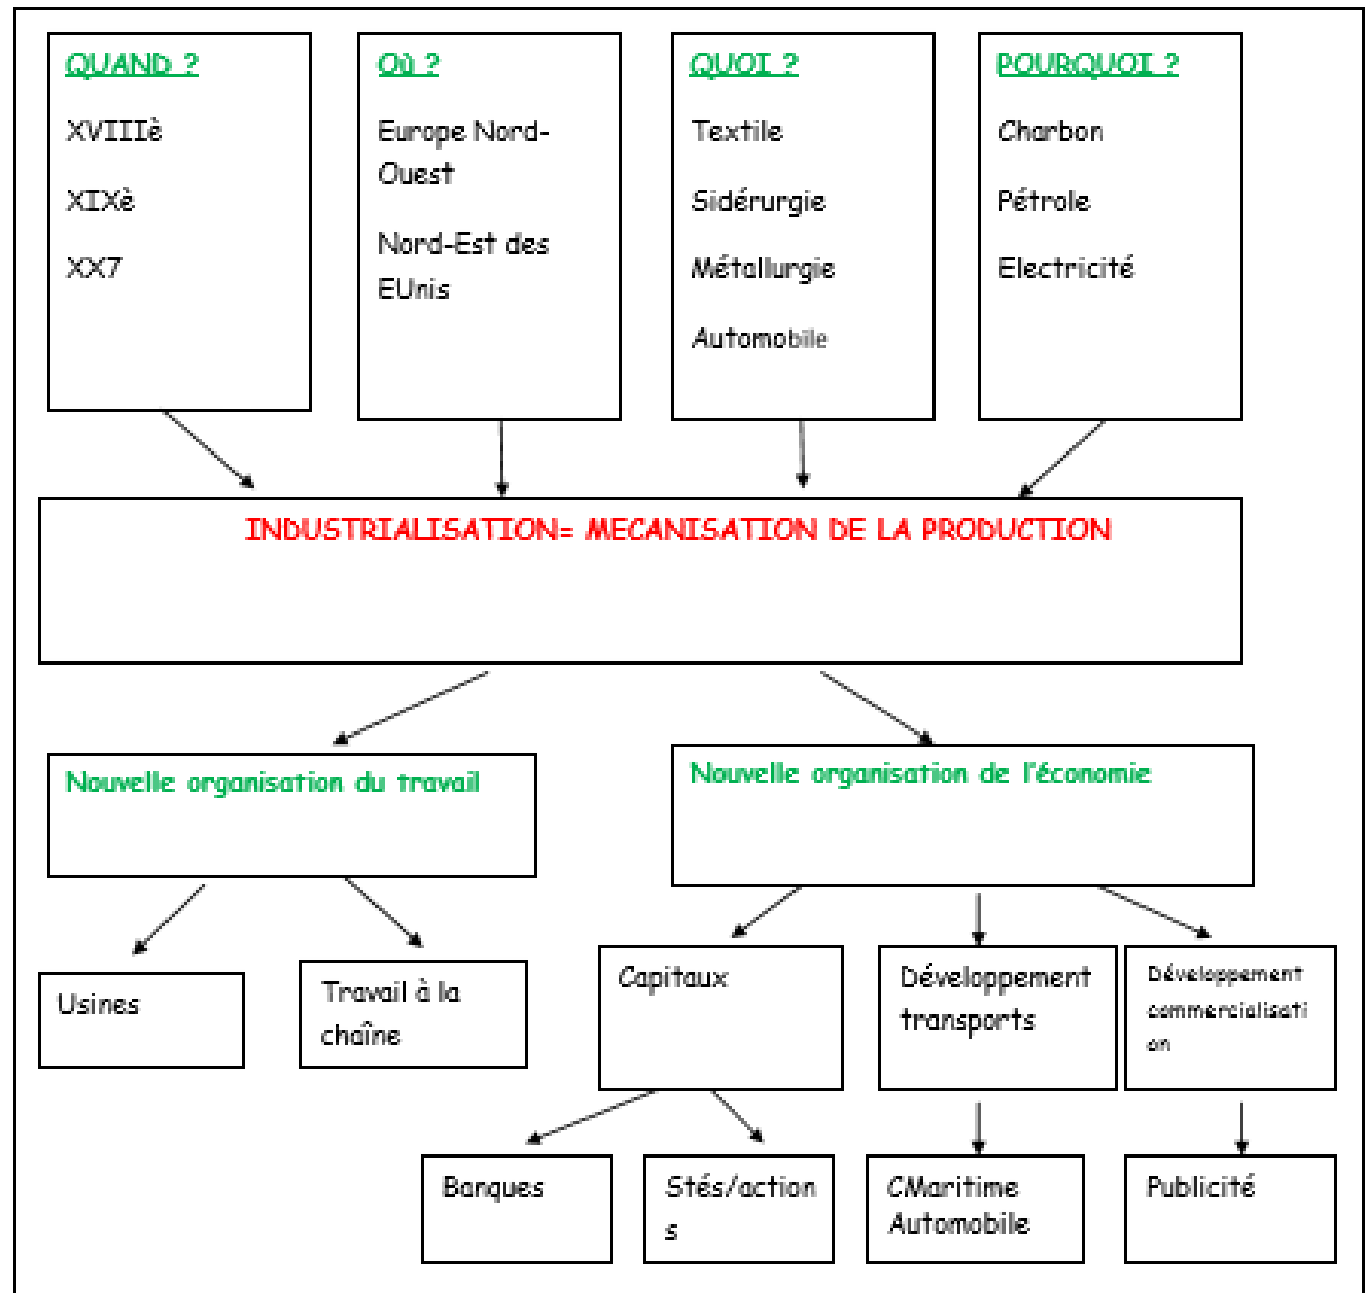 QUAND ?
XVIIIè
XIXè
XX7
Où ?
Europe Nord-
Ouest
Nord-Est des
EUnis
QUOI ?
Textile
Sidérurgie
Métallurgie
Automobile
POURQUOI ?
Charbon
Pétrole
Electricité
INDUSTRIALISATION= MECANISATION DE LA PRODUCTION
Nouvelle organisation du travail
Nouvelle organisation de l'économie
Usines
Travail à la
chaîne
Capitaux
Développement
transports
Développement
commercialisati
on
Banques
Stés/action
s
CMaritime
Automobile
Publicité